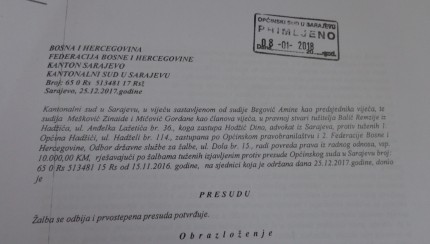 OPĆINSKI SUD U SARAJEVU
PRIMLJENO
08 -01- 2018
BOSNA I HERCEGOVINA
FEDERACIJA BOSNE I HERCEGOVINE
KANTON SARAJEVO
KANTONALNI SUD U SARAJEVU
Broj: 65 0 Rs 513481 17 Rsž
Sarajevo, 25.12.2017.godine
Kantonalni sud u Sarajevu, u vijeću sastavljenom od sudije Begović Amine kao predsjednika vijeća, te
sudija Mešković Zinaide i Mićović Gordane kao članova vijeća, u pravnoj stvari tužitelja Balić Remzije iz
Hadžića, ul. Anđelka Lažetića br. 36, koga zastupa Hodžić Dina, advokat iz Sarajeva, protiv tuženih 1.
Općina Hadžići, ul. Hadželi br. 114., zastupana po Općinskom pravobranilaštvu i 2. Federacije Bosne i
Hercegovine, Odbor državne službe za žalbe, ul. Dola br. 15., radi povreda prava iz radnog odnosa, vsp.
10.000,00 KM, rješavajući po žalbama tuženih izjavljenim protiv presude Općinskog suda u Sarajevu broj:
65 0 Rs 513481 15 Rs od 15.11.2016. godine, na sjednici koja je održana dana 25.12.2017 godine, donio
je
P R E S U D U
Žalba se odbija i prvostepena presuda potvrđuje.
O b r a z l o ž e nj e